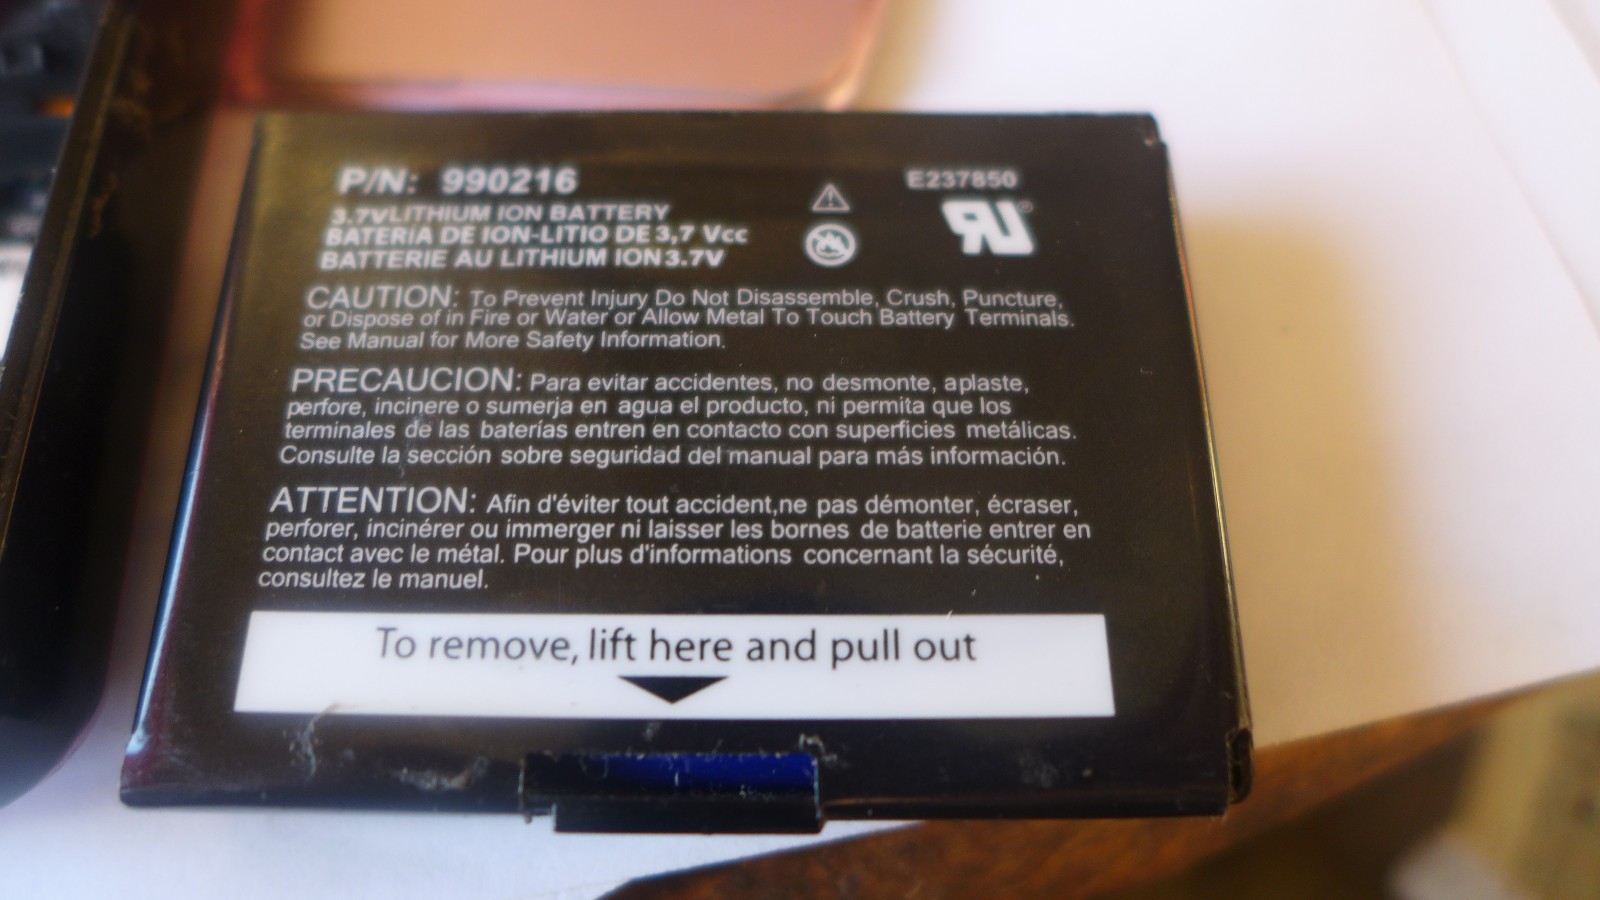 P/N: 990216
E237850
3.7V LITHIUM ION BATTERY
BATERIA DE ION-LITIO DE 3,7 Vcc
BATTERIE AU LITHIUM ION 3.7V
CAUTION: To Prevent Injury Do Not Disassemble, Crush, Puncture,
or Dispose of in Fire or Water or Allow Metal To Touch Battery Terminals.
See Manual for More Safety Information.
PRECAUCION: Para evitar accidentes, no desmonte, aplaste,
perfore, incinere o sumerja en agua el producto, ni permita que los
terminales de las baterías entren en contacto con superficies metálicas.
Consulte la sección sobre seguridad del manual para más información.
ATTENTION: Afin d'éviter tout accident,ne pas démonter, écraser,
perforer, incinérer ou immerger ni laisser les bornes de batterie entrer en
contact avec le métal. Pour plus d'informations concernant la sécurité,
consultez le manuel.
To remove, lift here and pull out